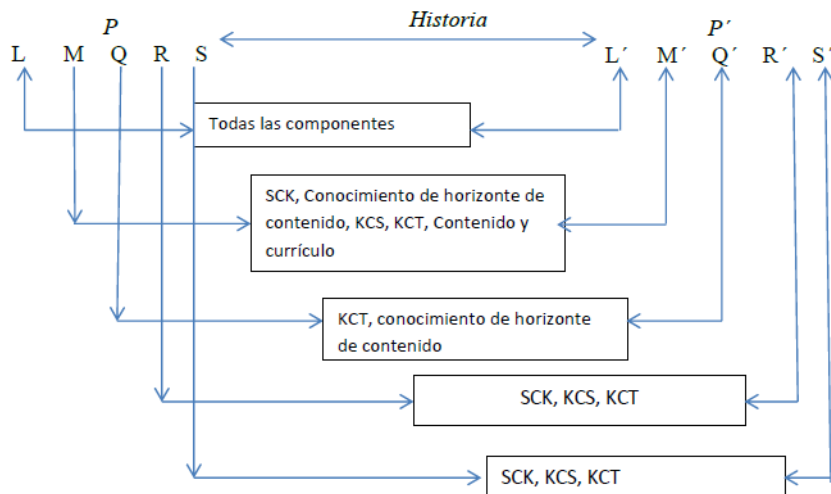 Historia
P P´
L M Q R S L´ M´ Q´ R´ S´
Todas las componentes
SCK, Conocimiento de horizonte de
contenido, KCS, KCT, Contenido y
currículo
KCT, conocimiento de horizonte
de contenido
SCK, KCS, KCT
SCK, KCS, KCT